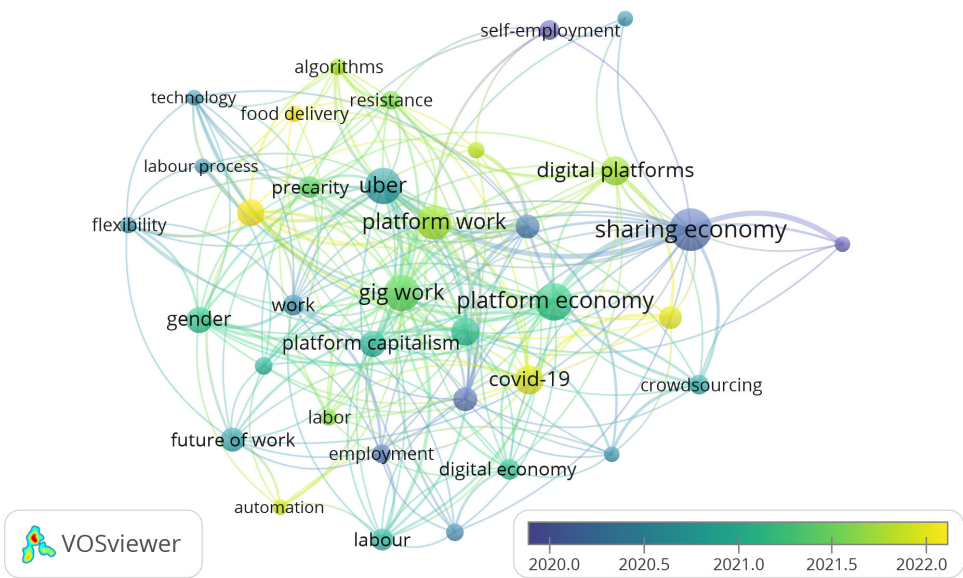 self-employment
algorithms
technology
resistance
food delivery
labour process
digital platforms
precarity
uber
platform work
flexibility
sharing economy
gig work
platform economy
work
gender
platform capitalism
covid-19
crowdsourcing
labor
future of work
employment
digital economy
automation
labour
VOSviewer
2020.0 2020.5 2021.0 2021.5 2022.0